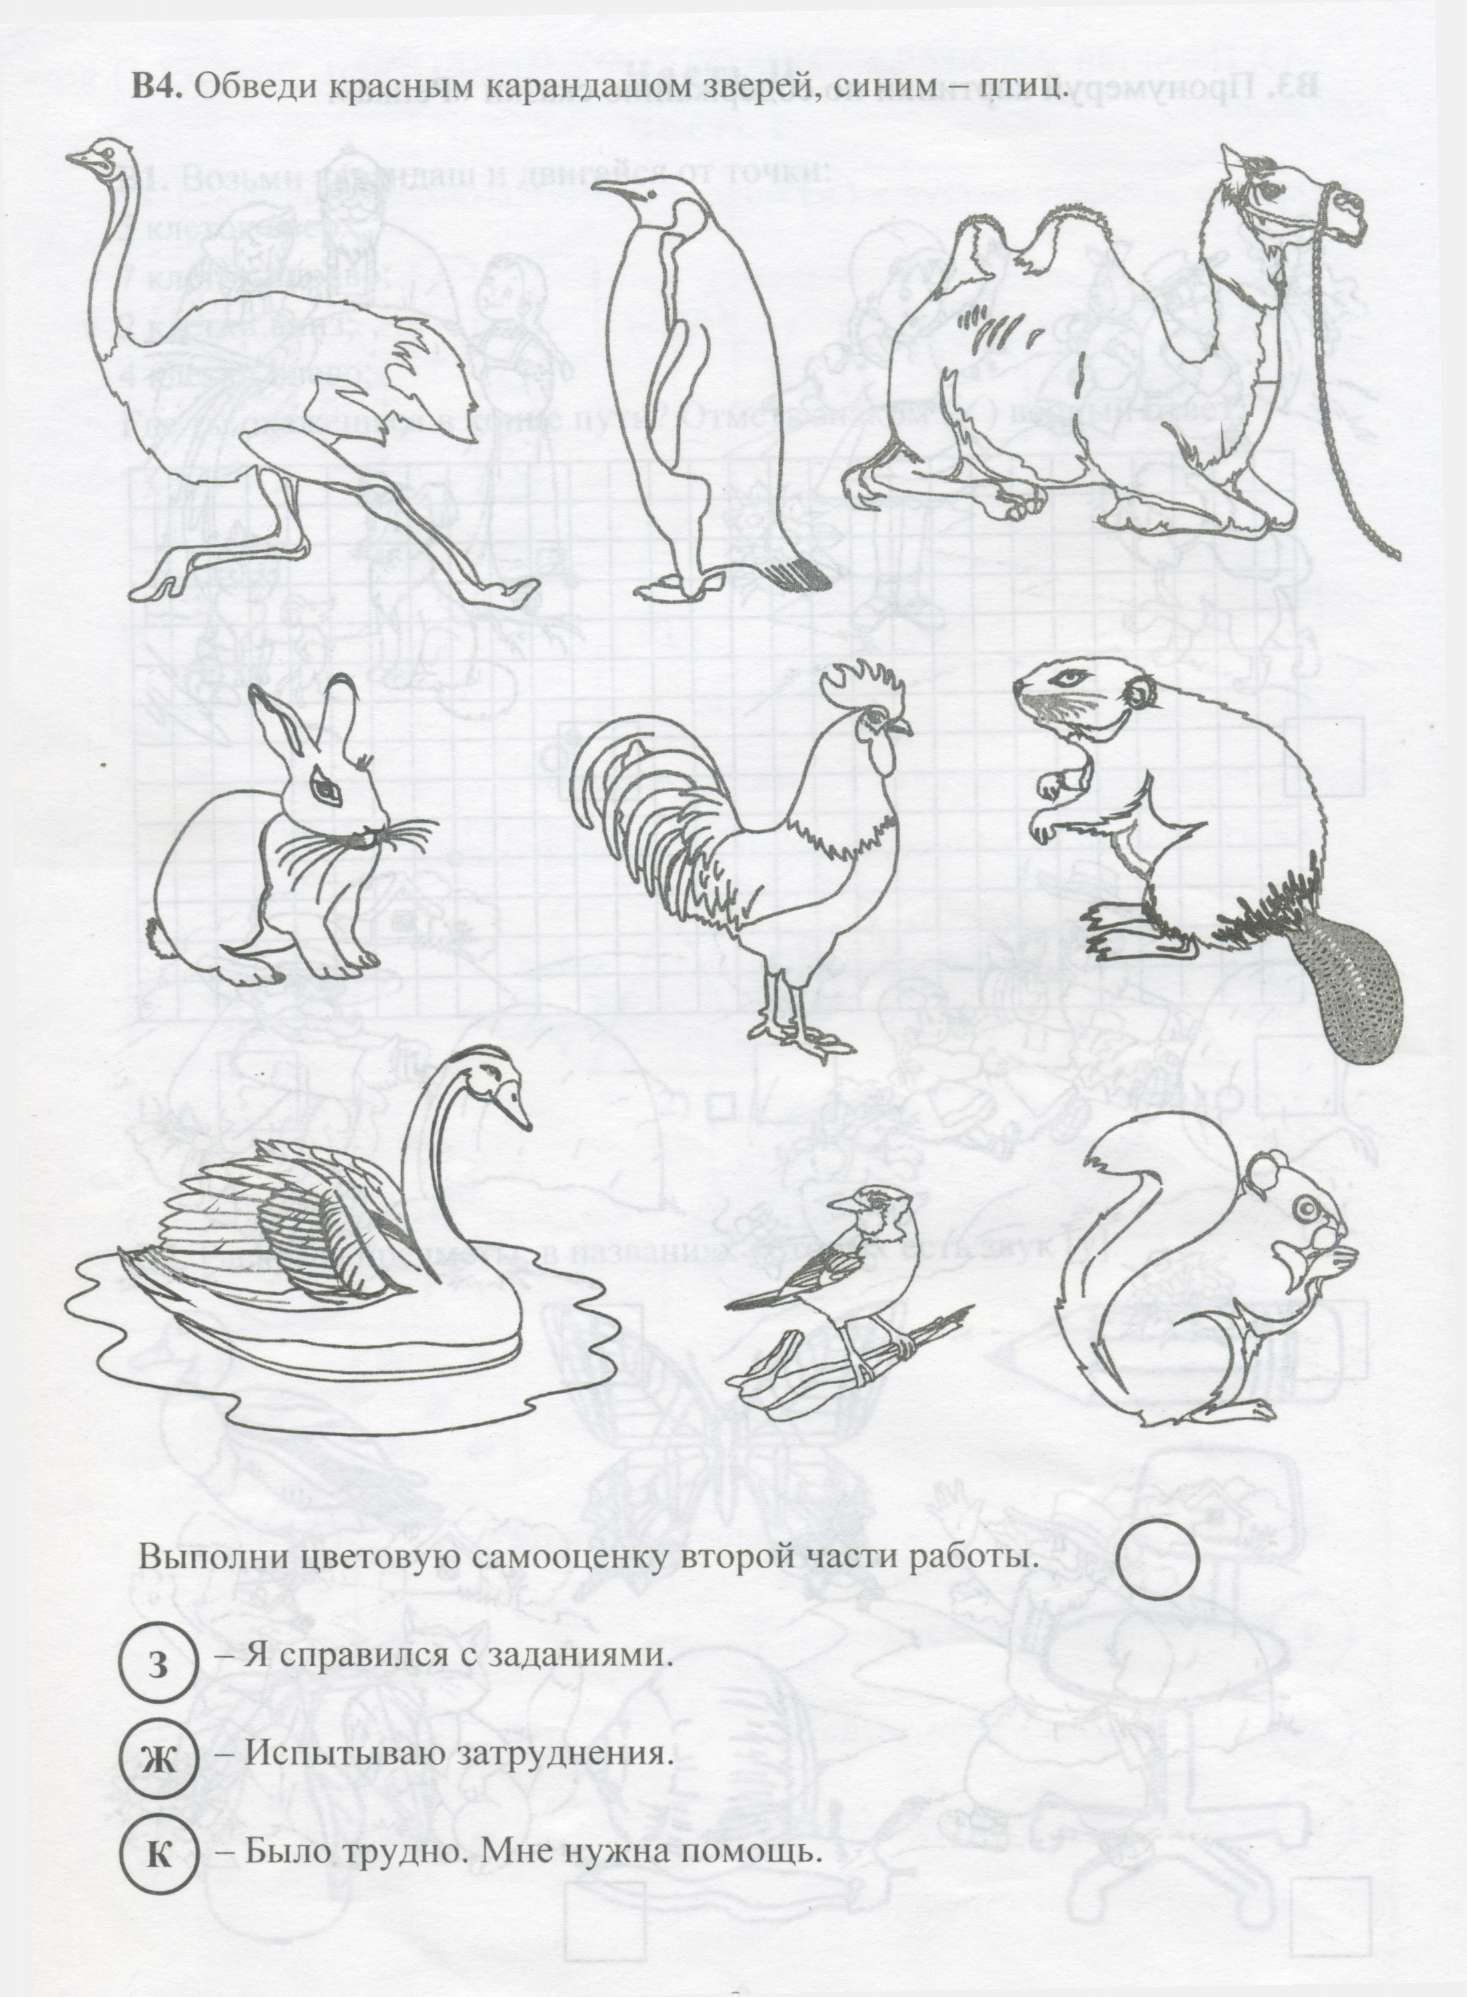 В4. Обведи красным карандашом зверей, синим – птиц.
Выполни цветовую самооценку второй части работы.
З – Я справился с заданиями.
Ж – Испытываю затруднения.
К – Было трудно. Мне нужна помощь.